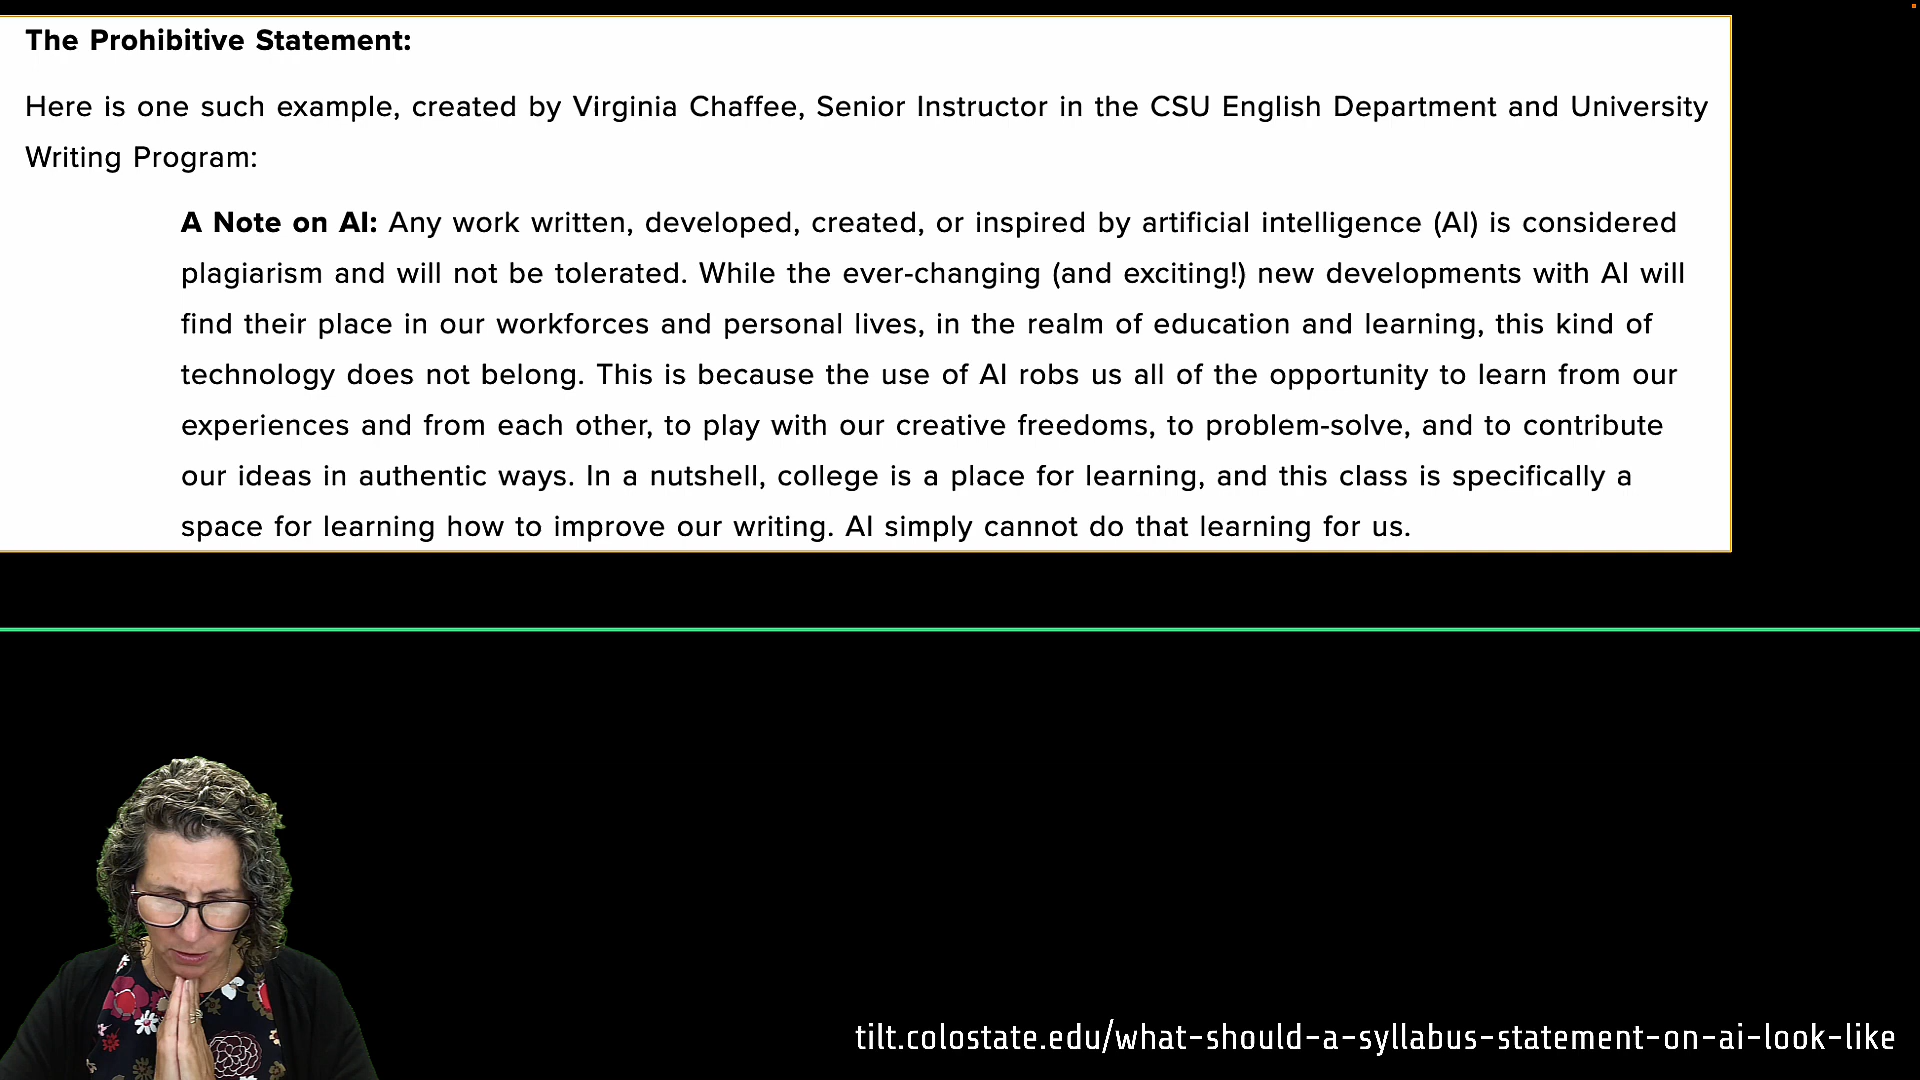 The Prohibitive Statement:
Here is one such example, created by Virginia Chaffee, Senior Instructor in the CSU English Department and University
Writing Program:
A Note on AI: Any work written, developed, created, or inspired by artificial intelligence (AI) is considered
plagiarism and will not be tolerated. While the ever-changing (and exciting!) new developments with AI will
find their place in our workforces and personal lives, in the realm of education and learning, this kind of
technology does not belong. This is because the use of AI robs us all of the opportunity to learn from our
experiences and from each other, to play with our creative freedoms, to problem-solve, and to contribute
our ideas in authentic ways. In a nutshell, college is a place for learning, and this class is specifically a
space for learning how to improve our writing. AI simply cannot do that learning for us.
tilt.colostate.edu/what-should-a-syllabus-statement-on-ai-look-like